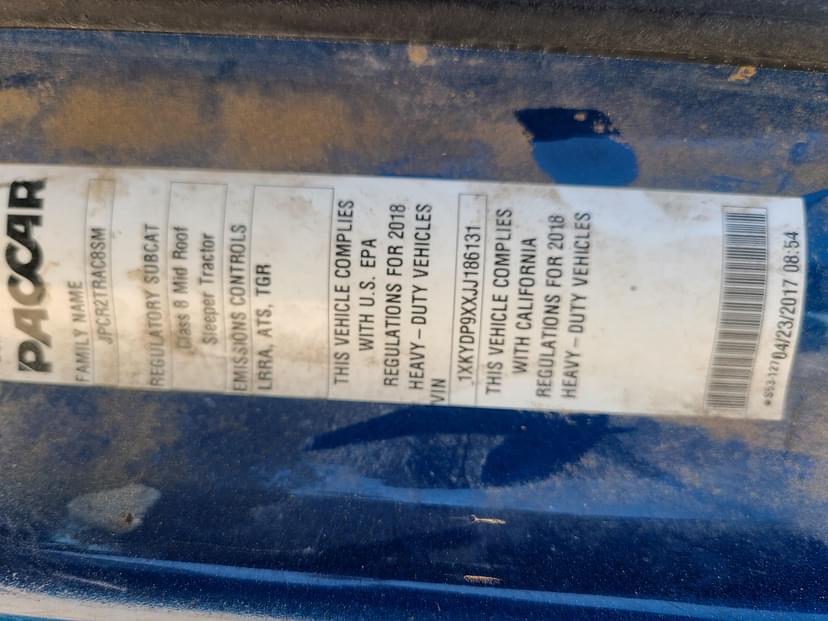 PACCAR
FAMILY NAME
JPCR2TRAC8SM
REGULATORY SUBCAT
Class 8 Mid Roof
Sleeper Tractor
EMISSIONS CONTROLS
LRRA, ATS, TGR
THIS VEHICLE COMPLIES
WITH U.S. EPA
REGULATIONS FOR 2018
HEAVY-DUTY VEHICLES
VIN
1XKYDP9XXJJ186131
THIS VEHICLE COMPLIES
WITH CALIFORNIA
REGULATIONS FOR 2018
HEAVY-DUTY VEHICLES
04/23/2017 08:54